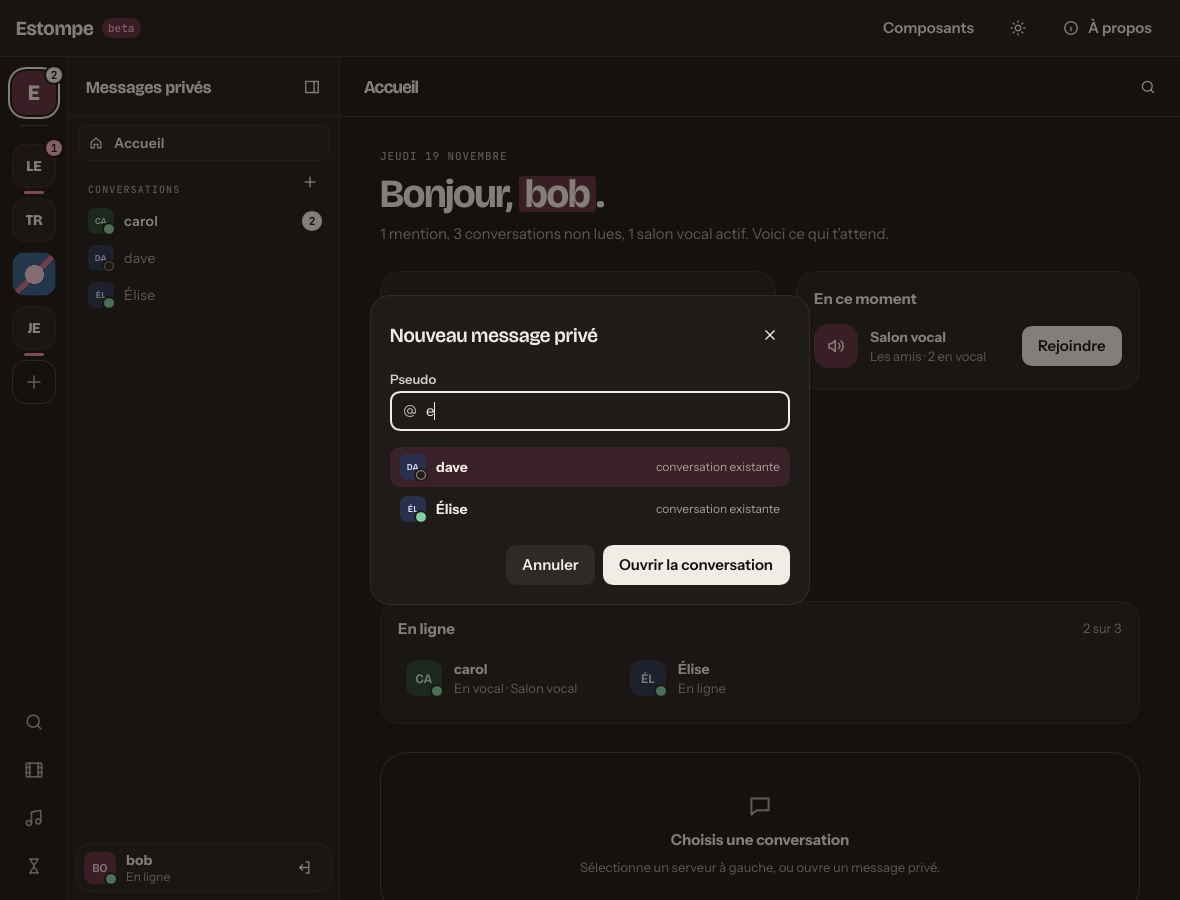 Estompe beta
Composants
À propos
E 2
Messages privés
Accueil
Accueil
LE 1
TR
JE
CONVERSATIONS
CA carol 2
DA dave
ÉL Élise
JEUDI 19 NOVEMBRE
Bonjour, bob.
1 mention, 3 conversations non lues, 1 salon vocal actif. Voici ce qui t'attend.
En ce moment
Salon vocal
Les amis · 2 en vocal
Rejoindre
Nouveau message privé
Pseudo
@ e
DA dave conversation existante
ÉL Élise conversation existante
Annuler
Ouvrir la conversation
En ligne 2 sur 3
CA carol
En vocal · Salon vocal
ÉL Élise
En ligne
Choisis une conversation
Sélectionne un serveur à gauche, ou ouvre un message privé.
BO bob
En ligne